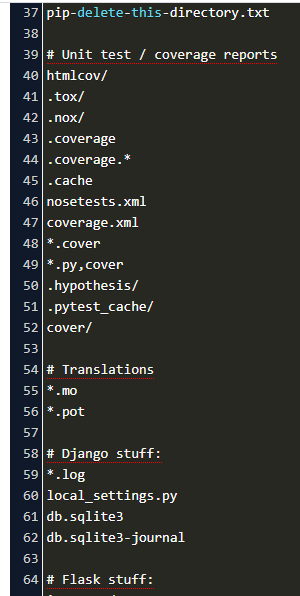 37 pip-delete-this-directory.txt
38
39 # Unit test / coverage reports
40 htmlcov/
41 .tox/
42 .nox/
43 .coverage
44 .coverage.*
45 .cache
46 nosetests.xml
47 coverage.xml
48 *.cover
49 *.py,cover
50 .hypothesis/
51 .pytest_cache/
52 cover/
53
54 # Translations
55 *.mo
56 *.pot
57
58 # Django stuff:
59 *.log
60 local_settings.py
61 db.sqlite3
62 db.sqlite3-journal
63
64 # Flask stuff: